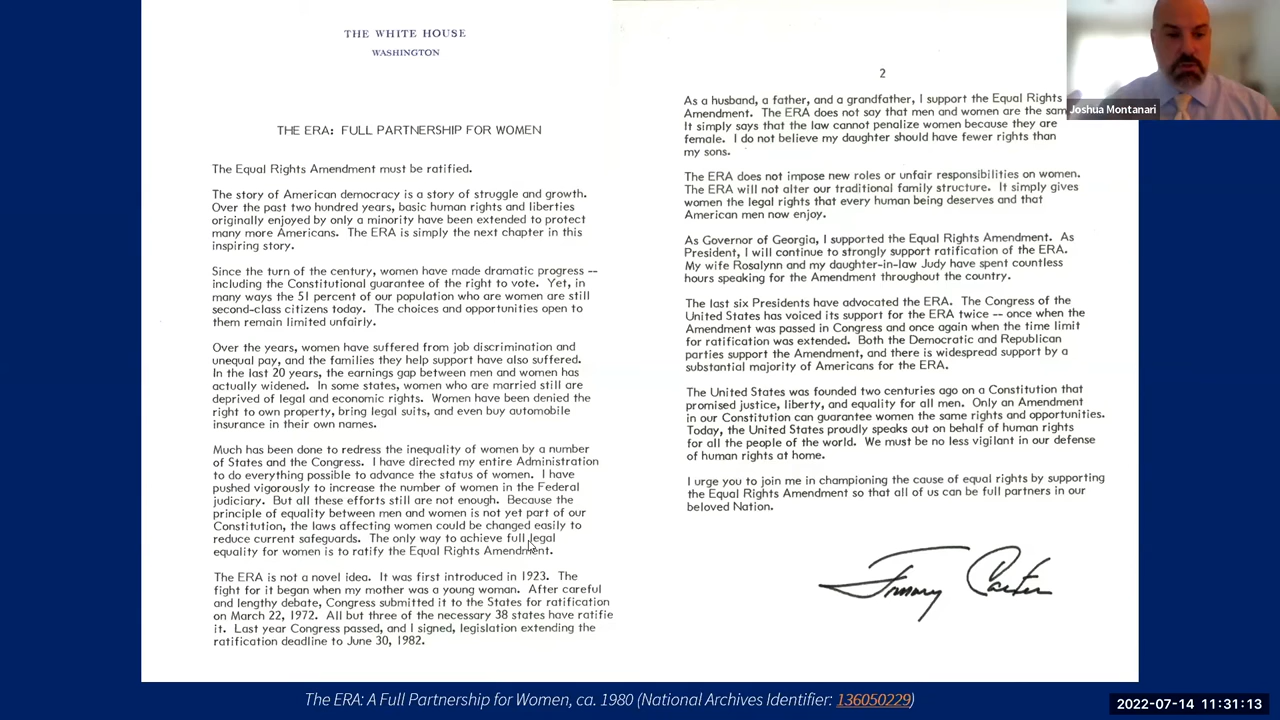 THE WHITE HOUSE
WASHINGTON
THE ERA: FULL PARTNERSHIP FOR WOMEN
The Equal Rights Amendment must be ratified.
The story of American democracy is a story of struggle and growth.
Over the past two hundred years, basic human rights and liberties
originally enjoyed by only a minority have been extended to protect
many more Americans. The ERA is simply the next chapter in this
inspiring story.
Since the turn of the century, women have made dramatic progress --
including the Constitutional guarantee of the right to vote. Yet, in
many ways the 51 percent of our population who are women are still
second-class citizens today. The choices and opportunities open to
them remain limited unfairly.
Over the years, women have suffered from job discrimination and
unequal pay, and the families they help support have also suffered.
In the last 20 years, the earnings gap between men and women has
actually widened. In some states, women who are married still are
deprived of legal and economic rights. Women have been denied the
right to own property, bring legal suits, and even buy automobile
insurance in their own names.
Much has been done to redress the inequality of women by a number
of States and the Congress. I have directed my entire Administration
to do everything possible to advance the status of women. I have
pushed vigorously to increase the number of women in the Federal
judiciary. But all these efforts still are not enough. Because the
principle of equality between men and women is not yet part of our
Constitution, the laws affecting women could be changed easily to
reduce current safeguards. The only way to achieve full legal
equality for women is to ratify the Equal Rights Amendment.
The ERA is not a novel idea. It was first introduced in 1923. The
fight for it began when my mother was a young woman. After careful
and lengthy debate, Congress submitted it to the States for ratification
on March 22, 1972. All but three of the necessary 38 states have ratifie
it. Last year Congress passed, and I signed, legislation extending the
ratification deadline to June 30, 1982.
2
As a husband, a father, and a grandfather, I support the Equal Rights
Amendment. The ERA does not say that men and women are the sam
It simply says that the law cannot penalize women because they are
female. I do not believe my daughter should have fewer rights than
my sons.
The ERA does not impose new roles or unfair responsibilities on women.
The ERA will not alter our traditional family structure. It simply gives
women the legal rights that every human being deserves and that
American men now enjoy.
As Governor of Georgia, I supported the Equal Rights Amendment. As
President, I will continue to strongly support ratification of the ERA.
My wife Rosalynn and my daughter-in-law Judy have spent countless
hours speaking for the Amendment throughout the country.
The last six Presidents have advocated the ERA. The Congress of the
United States has voiced its support for the ERA twice -- once when the
Amendment was passed in Congress and once again when the time limit
for ratification was extended. Both the Democratic and Republican
parties support the Amendment, and there is widespread support by a
substantial majority of Americans for the ERA.
The United States was founded two centuries ago on a Constitution that
promised justice, liberty, and equality for all men. Only an Amendment
in our Constitution can guarantee women the same rights and opportunities.
Today, the United States proudly speaks out on behalf of human rights
for all the people of the world. We must be no less vigilant in our defense
of human rights at home.
I urge you to join me in championing the cause of equal rights by supporting
the Equal Rights Amendment so that all of us can be full partners in our
beloved Nation.
Jimmy Carter
Joshua Montanari
The ERA: A Full Partnership for Women, ca. 1980 (National Archives Identifier: 136050229)
2022-07-14 11:31:13